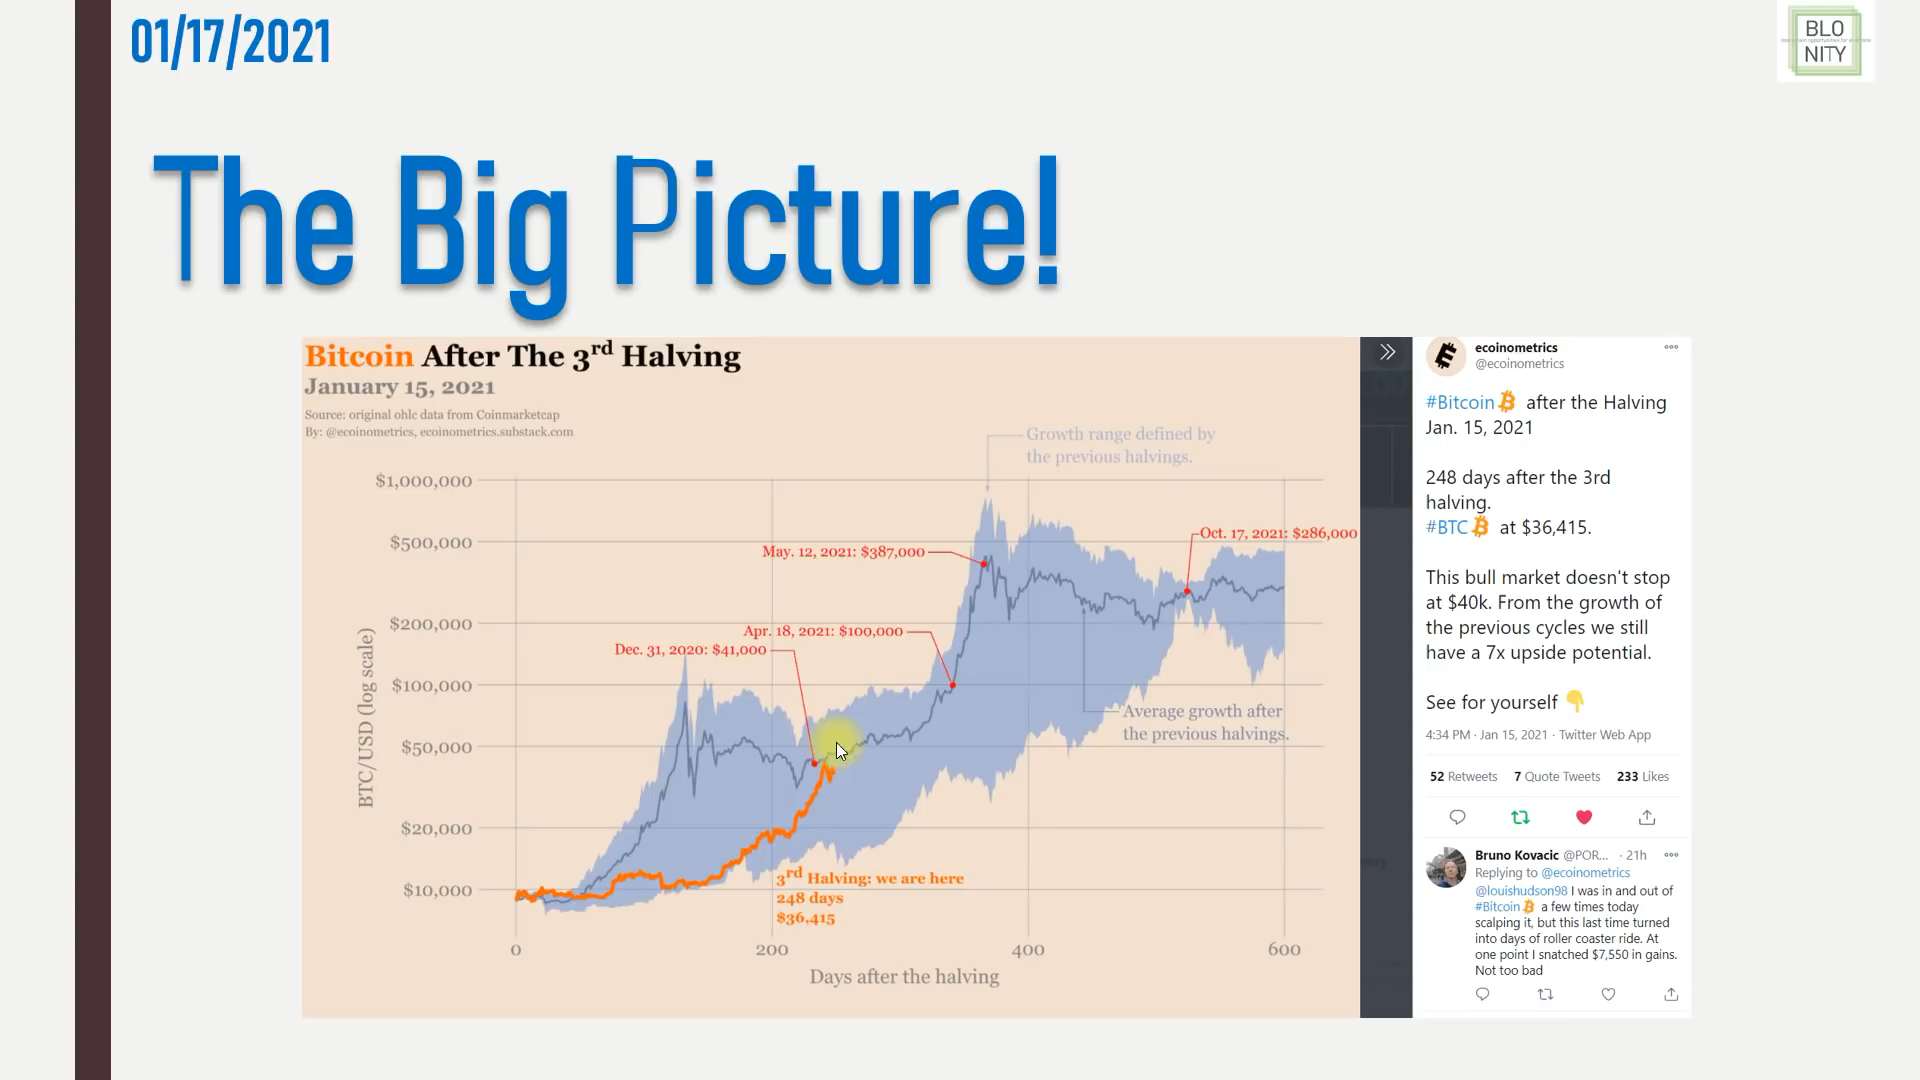 01/17/2021
BLO
NITY
The Big Picture!
Bitcoin After The 3rd Halving
January 15, 2021
Source: original ohlc data from Coinmarketcap
By: @ecoinometrics, ecoinometrics.substack.com
Growth range defined by
the previous halvings.
$1,000,000
$500,000
$200,000
$100,000
$50,000
$20,000
$10,000
BTC/USD (log scale)
Oct. 17, 2021: $286,000
May. 12, 2021: $387,000
Apr. 18, 2021: $100,000
Dec. 31, 2020: $41,000
Average growth after
the previous halvings.
3rd Halving: we are here
248 days
$36,415
0
200
400
600
Days after the halving
ecoinometrics
@ecoinometrics
#Bitcoin after the Halving
Jan. 15, 2021
248 days after the 3rd
halving.
#BTC at $36,415.
This bull market doesn't stop
at $40k. From the growth of
the previous cycles we still
have a 7x upside potential.
See for yourself 👇
4:34 PM · Jan 15, 2021 · Twitter Web App
52 Retweets 7 Quote Tweets 233 Likes
Bruno Kovacic @POR... · 21h
Replying to @ecoinometrics
@louishudson98 I was in and out of
#Bitcoin a few times today
scalping it, but this last time turned
into days of roller coaster ride. At
one point I snatched $7,550 in gains.
Not too bad